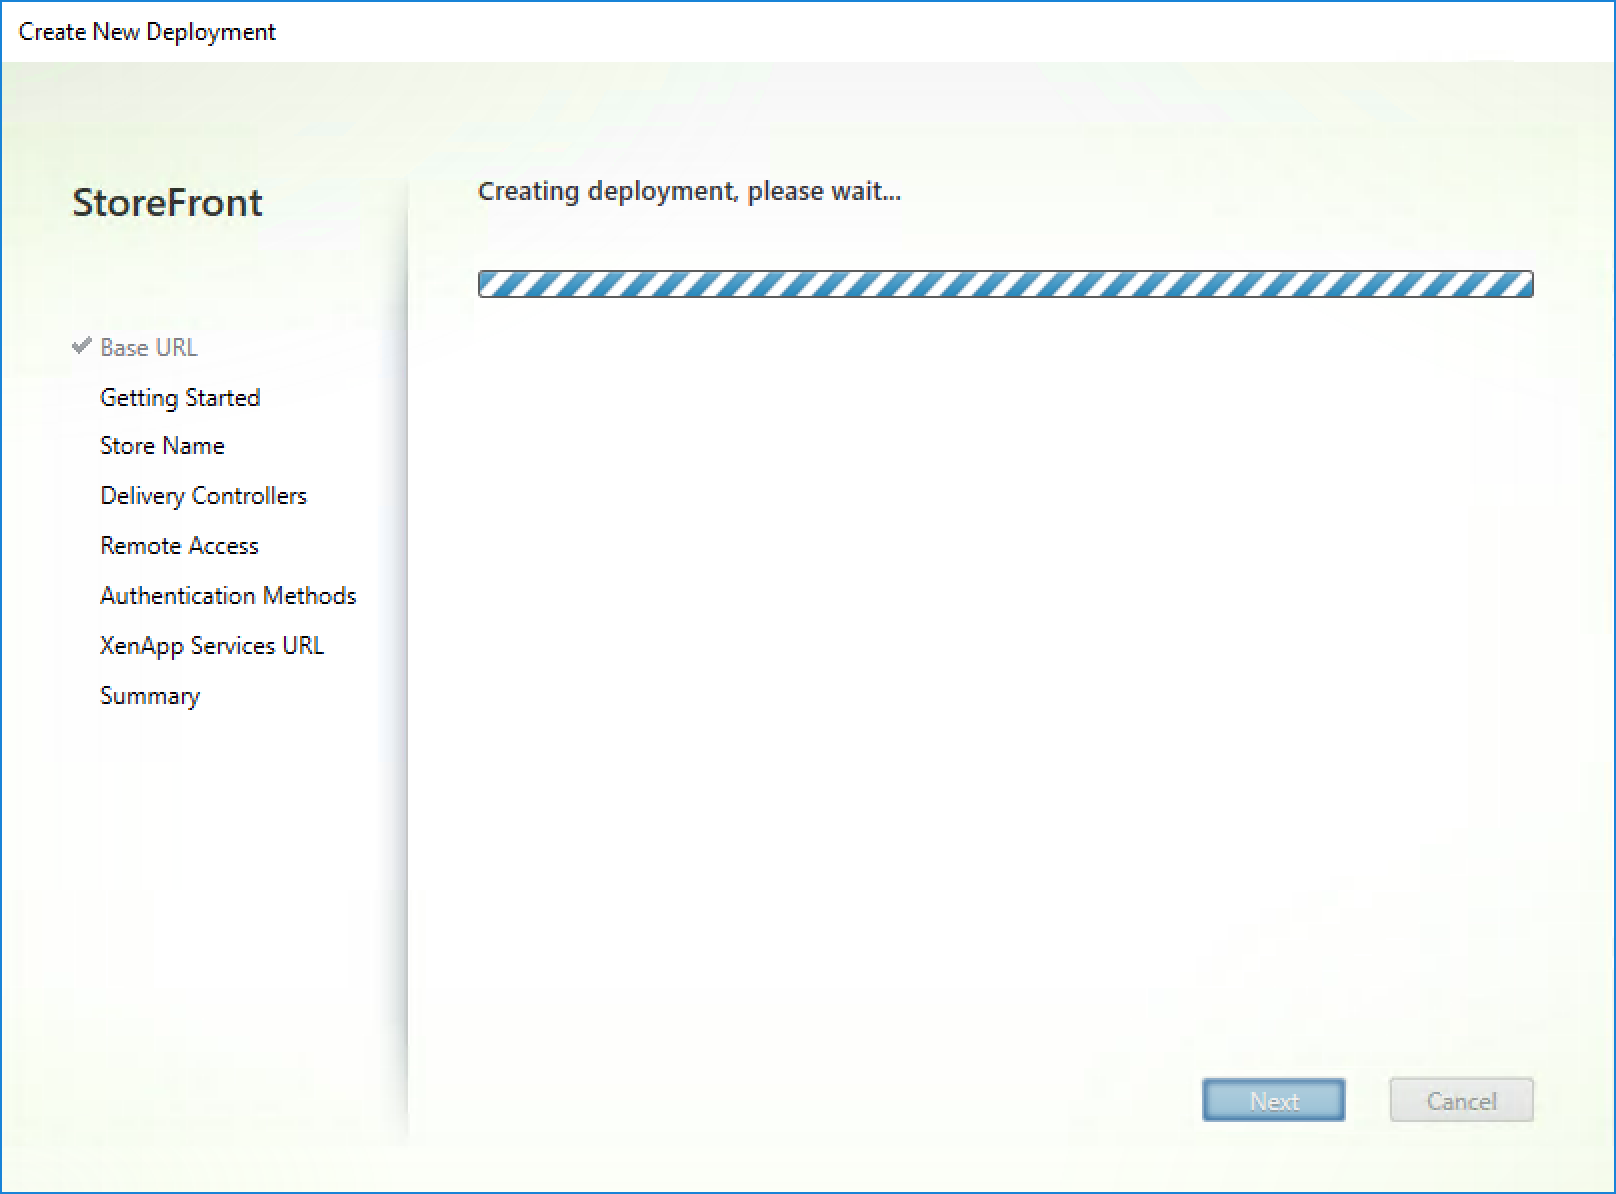 Create New Deployment
StoreFront
Creating deployment, please wait...
Base URL
Getting Started
Store Name
Delivery Controllers
Remote Access
Authentication Methods
XenApp Services URL
Summary
Next
Cancel